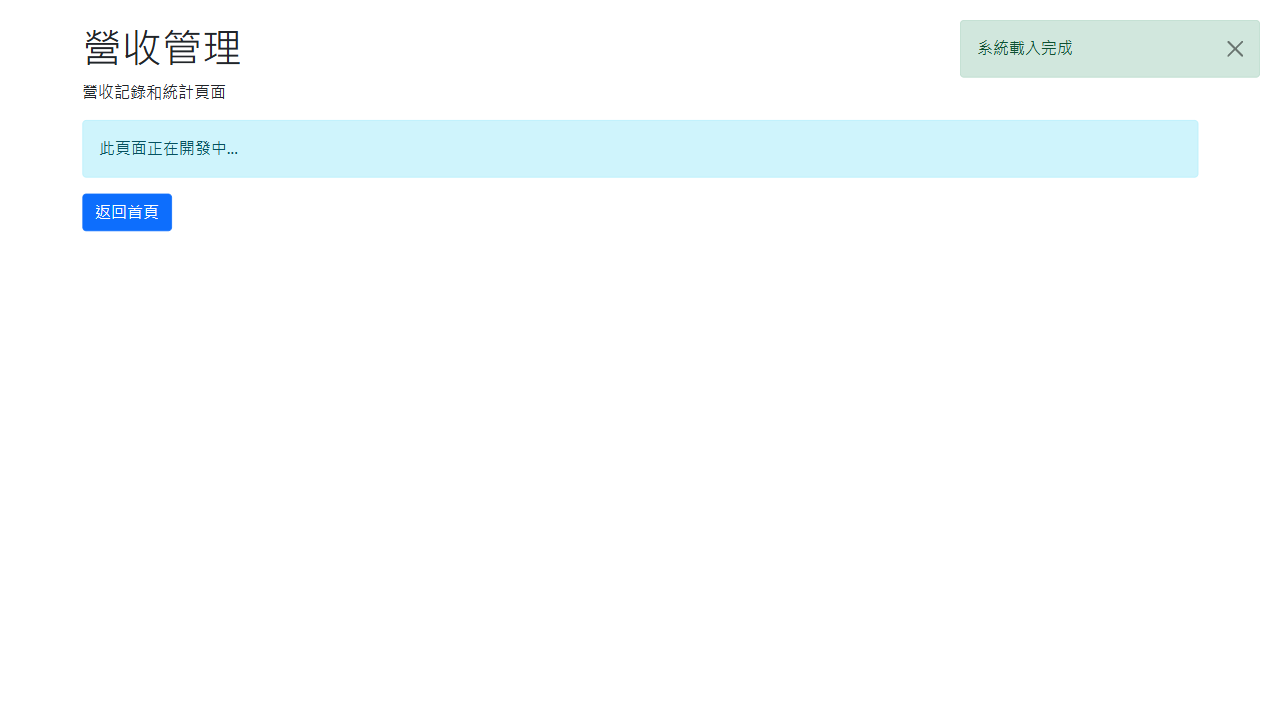 營收管理
系統載入完成
營收記錄和統計頁面
此頁面正在開發中...
返回首頁